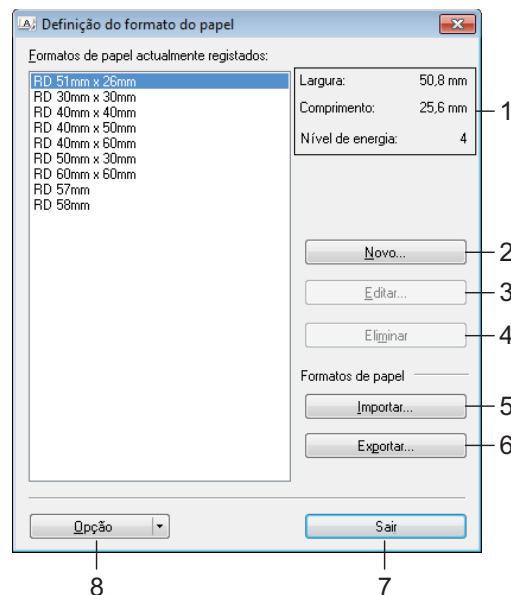 Definição do formato do papel
Formatos de papel actualmente registados:
RD 51mm x 26mm
RD 30mm x 30mm
RD 40mm x 40mm
RD 40mm x 50mm
RD 40mm x 60mm
RD 50mm x 30mm
RD 60mm x 60mm
RD 57mm
RD 58mm
Largura: 50,8 mm
Comprimento: 25,6 mm
Nível de energia: 4
1
Novo... 2
Editar... 3
Eliminar 4
Formatos de papel
Importar... 5
Exportar... 6
Opção
Sair
8
7